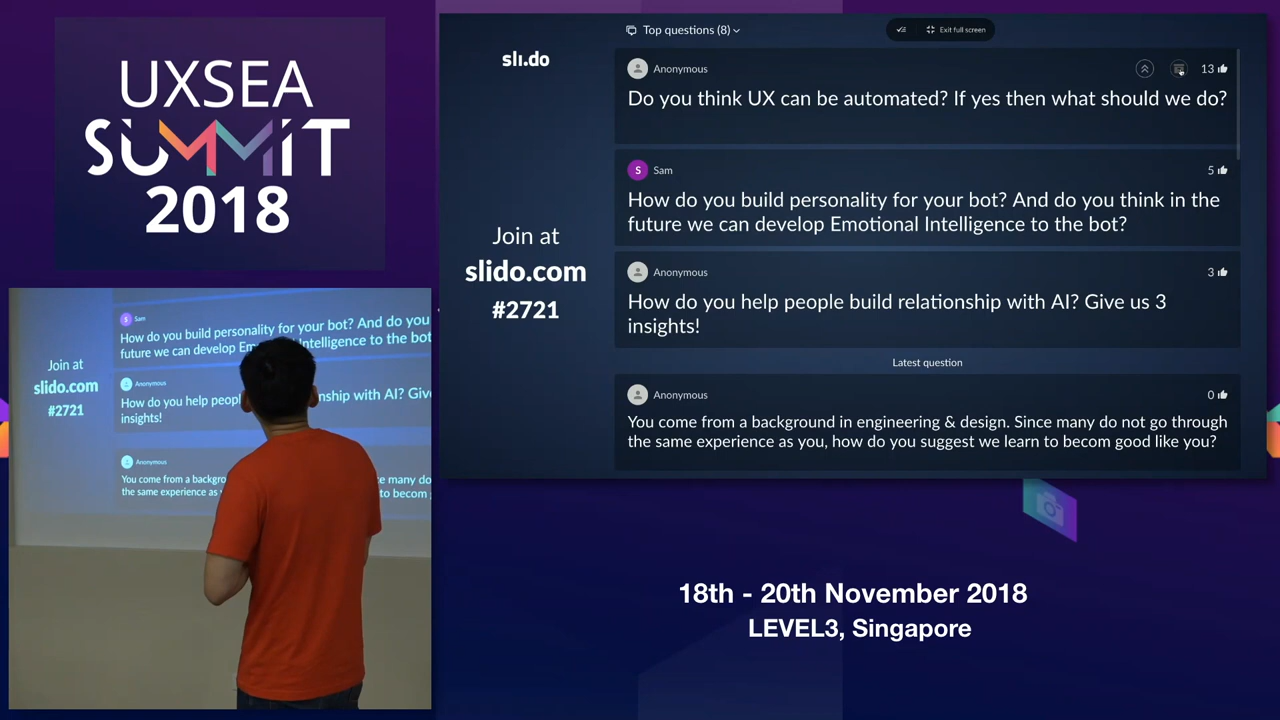 UXSEA
SUMMIT
2018
sli.do
Join at
slido.com
#2721
Top questions (8)
Exit full screen
Anonymous
13
Do you think UX can be automated? If yes then what should we do?
S
Sam
5
How do you build personality for your bot? And do you think in the
future we can develop Emotional Intelligence to the bot?
Anonymous
3
How do you help people build relationship with AI? Give us 3
insights!
Latest question
Anonymous
0
You come from a background in engineering & design. Since many do not go through
the same experience as you, how do you suggest we learn to becom good like you?
Join at
slido.com
#2721
S
Sam
How do you build personality for your bot? And do you
future we can develop Em ntelligence to the bot
Anonymous
How do you help peop nship with AI? Giv
insights!
Anonymous
You come from a backgro e many do
the same experience as to becom g
18th - 20th November 2018
LEVEL3, Singapore